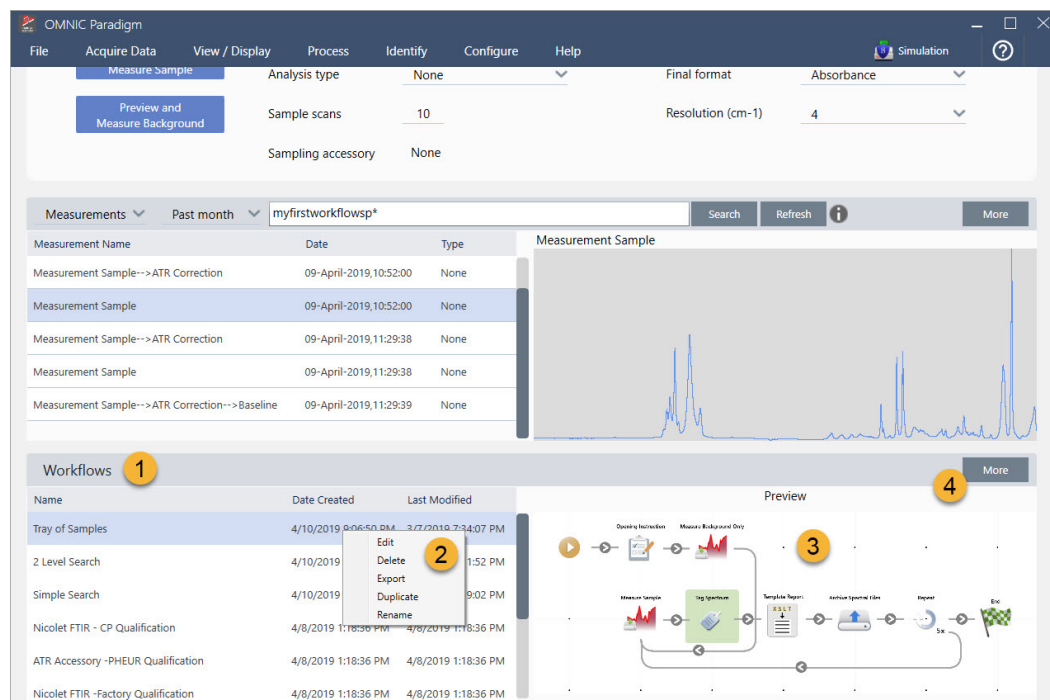 OMNIC Paradigm
File Acquire Data View / Display Process Identify Configure Help Simulation
Measure Sample
Analysis type None Final format Absorbance
Preview and
Measure Background
Sample scans 10 Resolution (cm-1) 4
Sampling accessory None
Measurements Past month myfirstworkflowsp* Search Refresh More
Measurement Name Date Type Measurement Sample
Measurement Sample-->ATR Correction 09-April-2019,10:52:00 None
Measurement Sample 09-April-2019,10:52:00 None
Measurement Sample-->ATR Correction 09-April-2019,11:29:38 None
Measurement Sample 09-April-2019,11:29:38 None
Measurement Sample-->ATR Correction-->Baseline 09-April-2019,11:29:39 None
Workflows 1 4 More
Name Date Created Last Modified Preview
Tray of Samples 4/10/2019 9:06:50 PM 3/7/2019 7:34:07 PM
Edit
Delete
Export
Duplicate
Rename
2
2 Level Search 4/10/2019 1:52 PM
Simple Search 4/10/2019 9:02 PM
Nicolet FTIR - CP Qualification 4/8/2019 1:18:36 PM 4/8/2019 1:18:36 PM
ATR Accessory -PHEUR Qualification 4/8/2019 1:18:36 PM 4/8/2019 1:18:36 PM
Nicolet FTIR -Factory Qualification 4/8/2019 1:18:36 PM 4/8/2019 1:18:36 PM
Opening Instruction Measure Background Only
3
Measure Sample Tag Spectrum Template Report Archive Spectral Files Repeat End
XSLT
5x